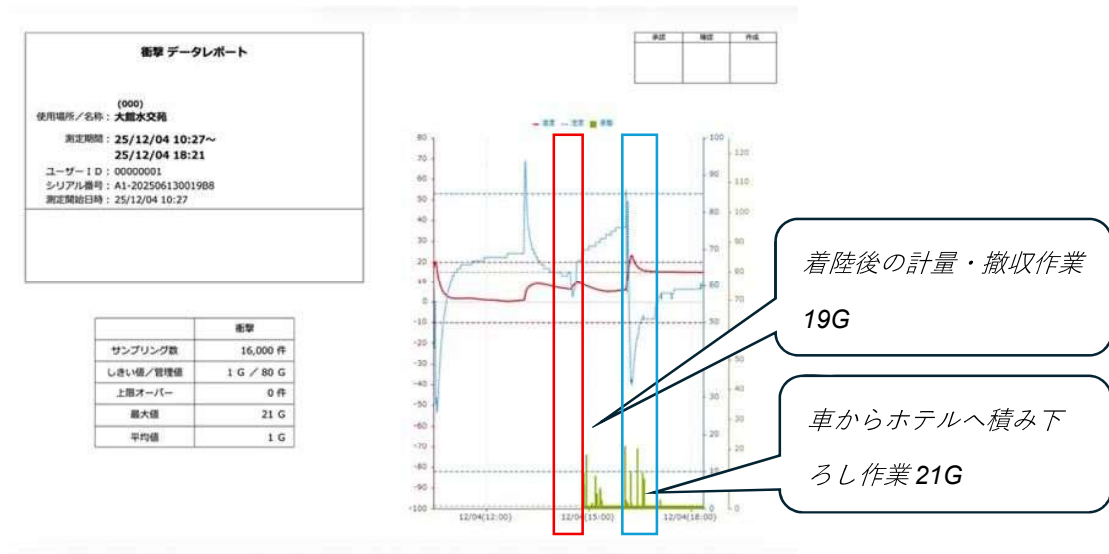 衝撃 データレポート
(000)
使用場所／名称：大館水交苑
測定期間：25/12/04 10:27～
25/12/04 18:21
ユーザーＩＤ：00000001
シリアル番号：A1-20250613001988
測定開始日時：25/12/04 10:27
承認 確認 作成
衝撃
サンプリング数 16,000 件
しきい値／管理値 1 G ／ 80 G
上限オーバー 0 件
最大値 21 G
平均値 1 G
80 100
70 120
60 90 110
50
40 80 100
30 90
20 70 80
10 60
0 70
-10 50
-20
-30
-40 40
-50
-60 30 30
-70 20
-80 20
-90 10 10
-100 0 0
12/04(12:00) 12/04(15:00) 12/04(18:00)
着陸後の計量・撤収作業
19G
車からホテルへ積み下
ろし作業 21G